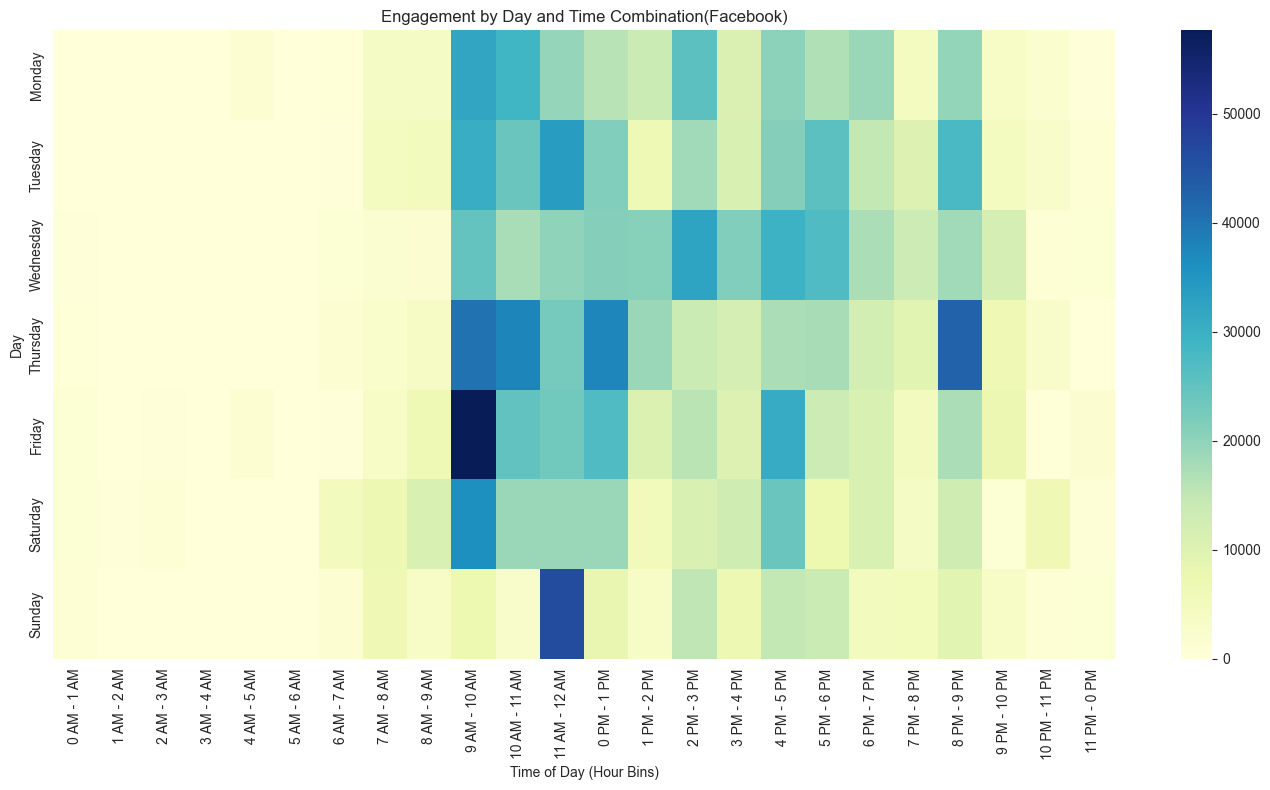 Engagement by Day and Time Combination(Facebook)
Day
Monday
Tuesday
Wednesday
Thursday
Friday
Saturday
Sunday
0 AM - 1 AM
1 AM - 2 AM
2 AM - 3 AM
3 AM - 4 AM
4 AM - 5 AM
5 AM - 6 AM
6 AM - 7 AM
7 AM - 8 AM
8 AM - 9 AM
9 AM - 10 AM
10 AM - 11 AM
11 AM - 12 AM
0 PM - 1 PM
1 PM - 2 PM
2 PM - 3 PM
3 PM - 4 PM
4 PM - 5 PM
5 PM - 6 PM
6 PM - 7 PM
7 PM - 8 PM
8 PM - 9 PM
9 PM - 10 PM
10 PM - 11 PM
11 PM - 0 PM
Time of Day (Hour Bins)
50000
40000
30000
20000
10000
0